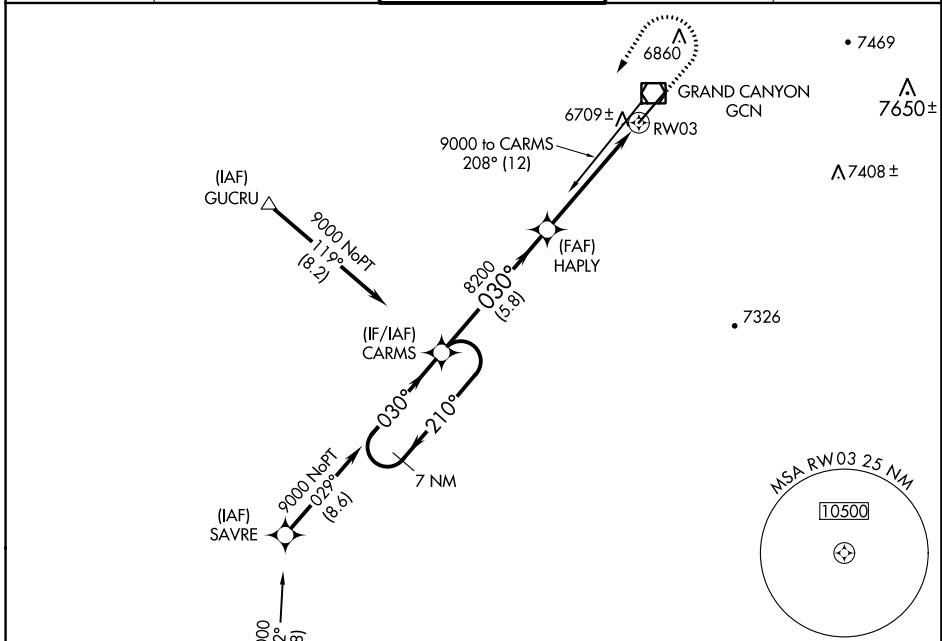 7469
6860
GRAND CANYON
GCN
7650±
6709±
RW03
9000 to CARMS
208° (12)
7408±
(IAF)
GUCRU
9000 NoPT
119°
(8.2)
(FAF)
HAPLY
8200
030°
(5.8)
7326
(IF/IAF)
CARMS
030°
210°
7 NM
9000 NoPT
029°
(8.6)
(IAF)
SAVRE
MSA RW03 25 NM
10500